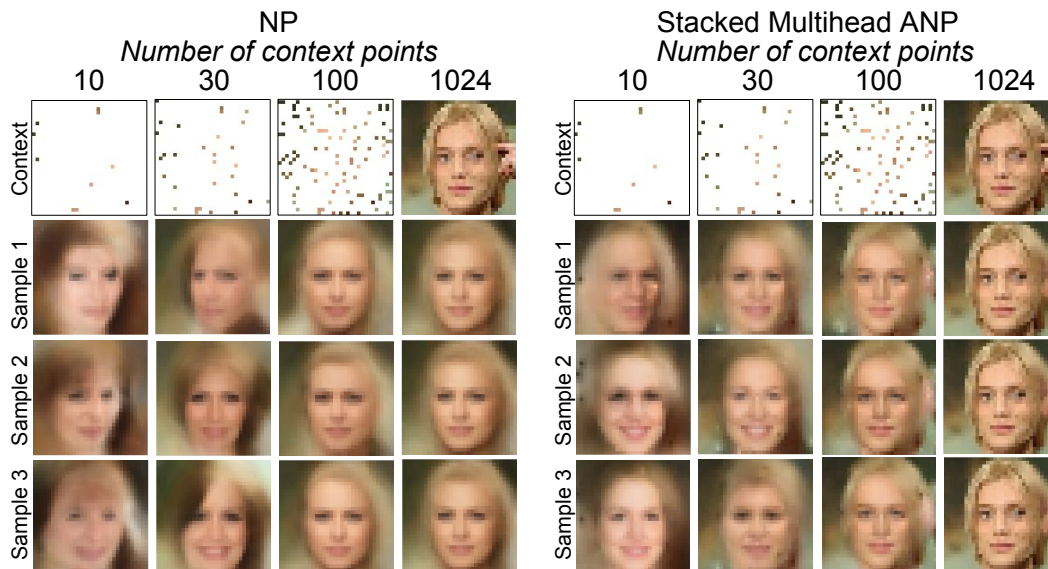 NP
Number of context points
10 30 100 1024
Context
Sample 1
Sample 2
Sample 3
Stacked Multihead ANP
Number of context points
10 30 100 1024
Context
Sample 1
Sample 2
Sample 3